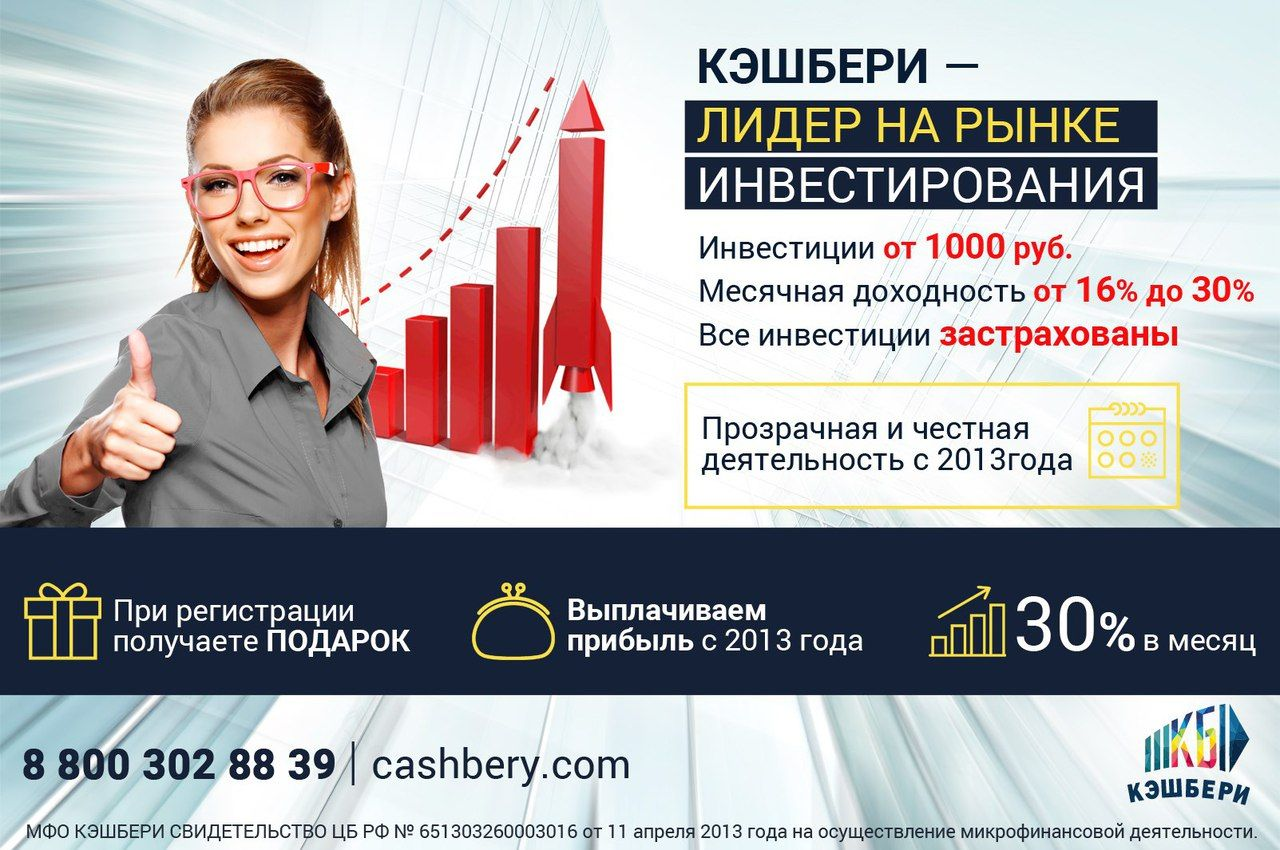 КЭШБЕРИ —
ЛИДЕР НА РЫНКЕ
ИНВЕСТИРОВАНИЯ
Инвестиции от 1000 руб.
Месячная доходность от 16% до 30%
Все инвестиции застрахованы
Прозрачная и честная
деятельность с 2013года
При регистрации
получаете ПОДАРОК
Выплачиваем
прибыль с 2013 года
30% в месяц
8 800 302 88 39 | cashbery.com
КБ
КЭШБЕРИ
МФО КЭШБЕРИ СВИДЕТЕЛЬСТВО ЦБ РФ № 651303260003016 от 11 апреля 2013 года на осуществление микрофинансовой деятельности.